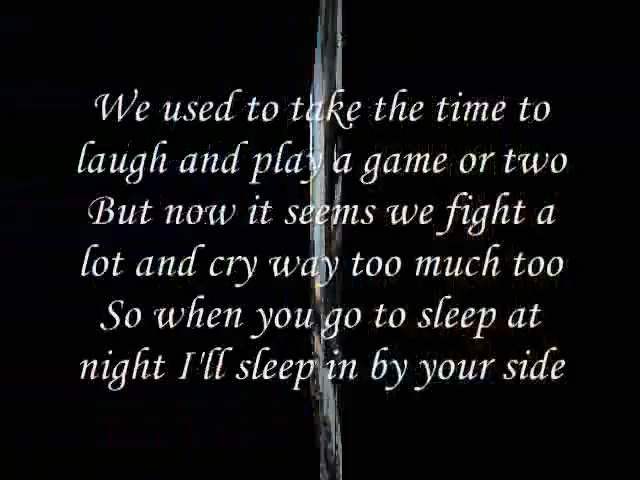 We used to take the time to
laugh and play a game or two
But now it seems we fight a
lot and cry way too much too
So when you go to sleep at
night I'll sleep in by your side